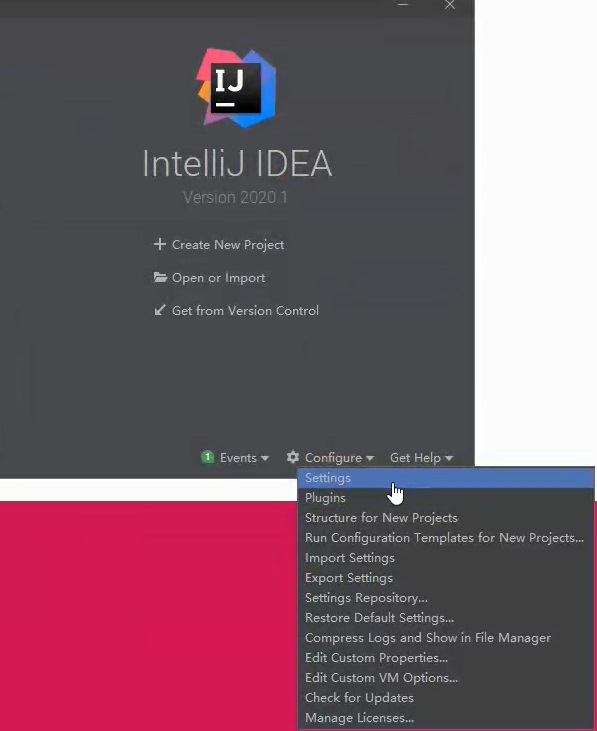 IJ
IntelliJ IDEA
Version 2020.1
Create New Project
Open or Import
Get from Version Control
1 Events Configure Get Help
Settings
Plugins
Structure for New Projects
Run Configuration Templates for New Projects...
Import Settings
Export Settings
Settings Repository...
Restore Default Settings...
Compress Logs and Show in File Manager
Edit Custom Properties...
Edit Custom VM Options...
Check for Updates
Manage Licenses...